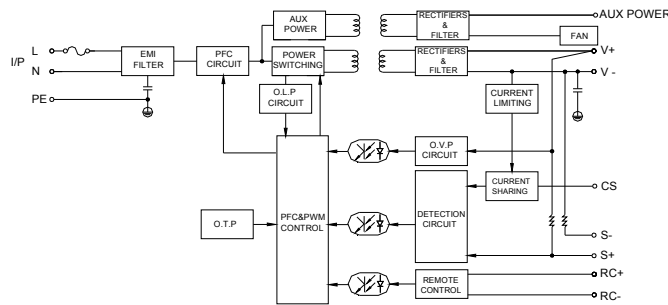 AUX
POWER
RECTIFIERS
&
FILTER
AUX POWER
FAN
I/P
L
N
PE
EMI
FILTER
PFC
CIRCUIT
POWER
SWITCHING
RECTIFIERS
&
FILTER
V+
V -
O.L.P
CIRCUIT
CURRENT
LIMITING
O.V.P
CIRCUIT
PFC&PWM
CONTROL
O.T.P
DETECTION
CIRCUIT
CURRENT
SHARING
CS
S-
S+
REMOTE
CONTROL
RC+
RC-